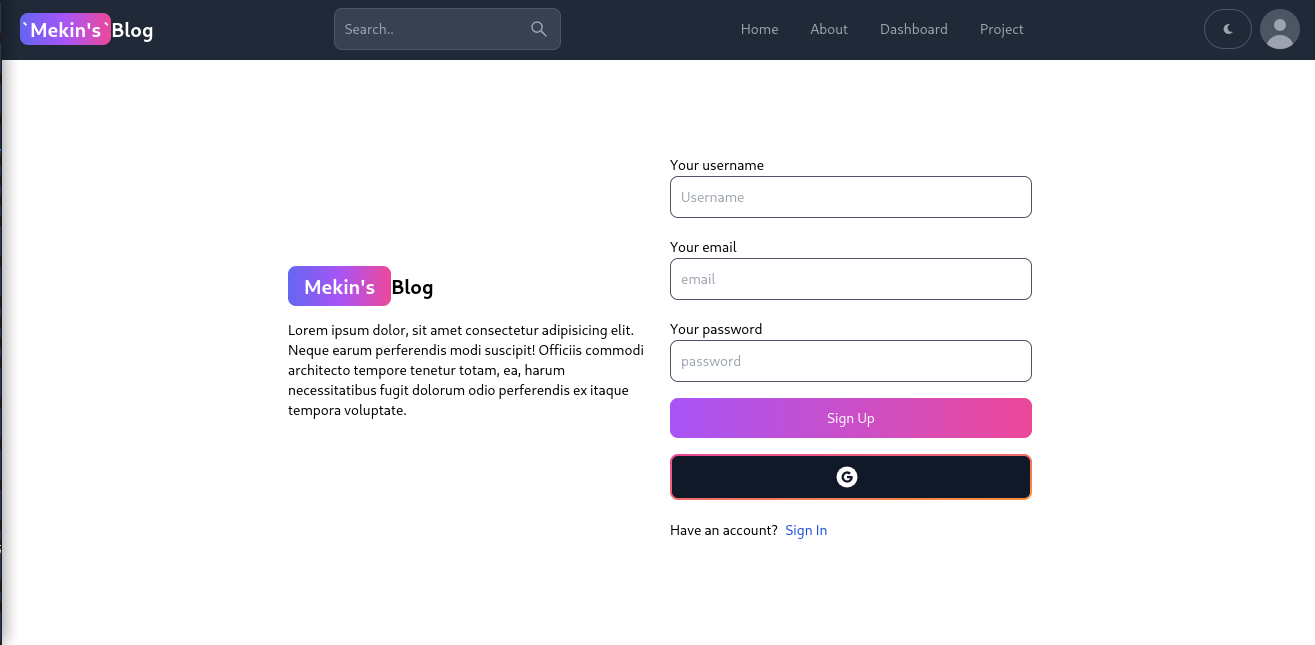 `Mekin's`Blog
Search..
Home About Dashboard Project
Your username
Username
Your email
email
Mekin's Blog
Your password
Lorem ipsum dolor, sit amet consectetur adipisicing elit.
Neque earum perferendis modi suscipit! Officiis commodi
architecto tempore tenetur totam, ea, harum
necessitatibus fugit dolorum odio perferendis ex itaque
tempora voluptate.
password
Sign Up
G
Have an account? Sign In